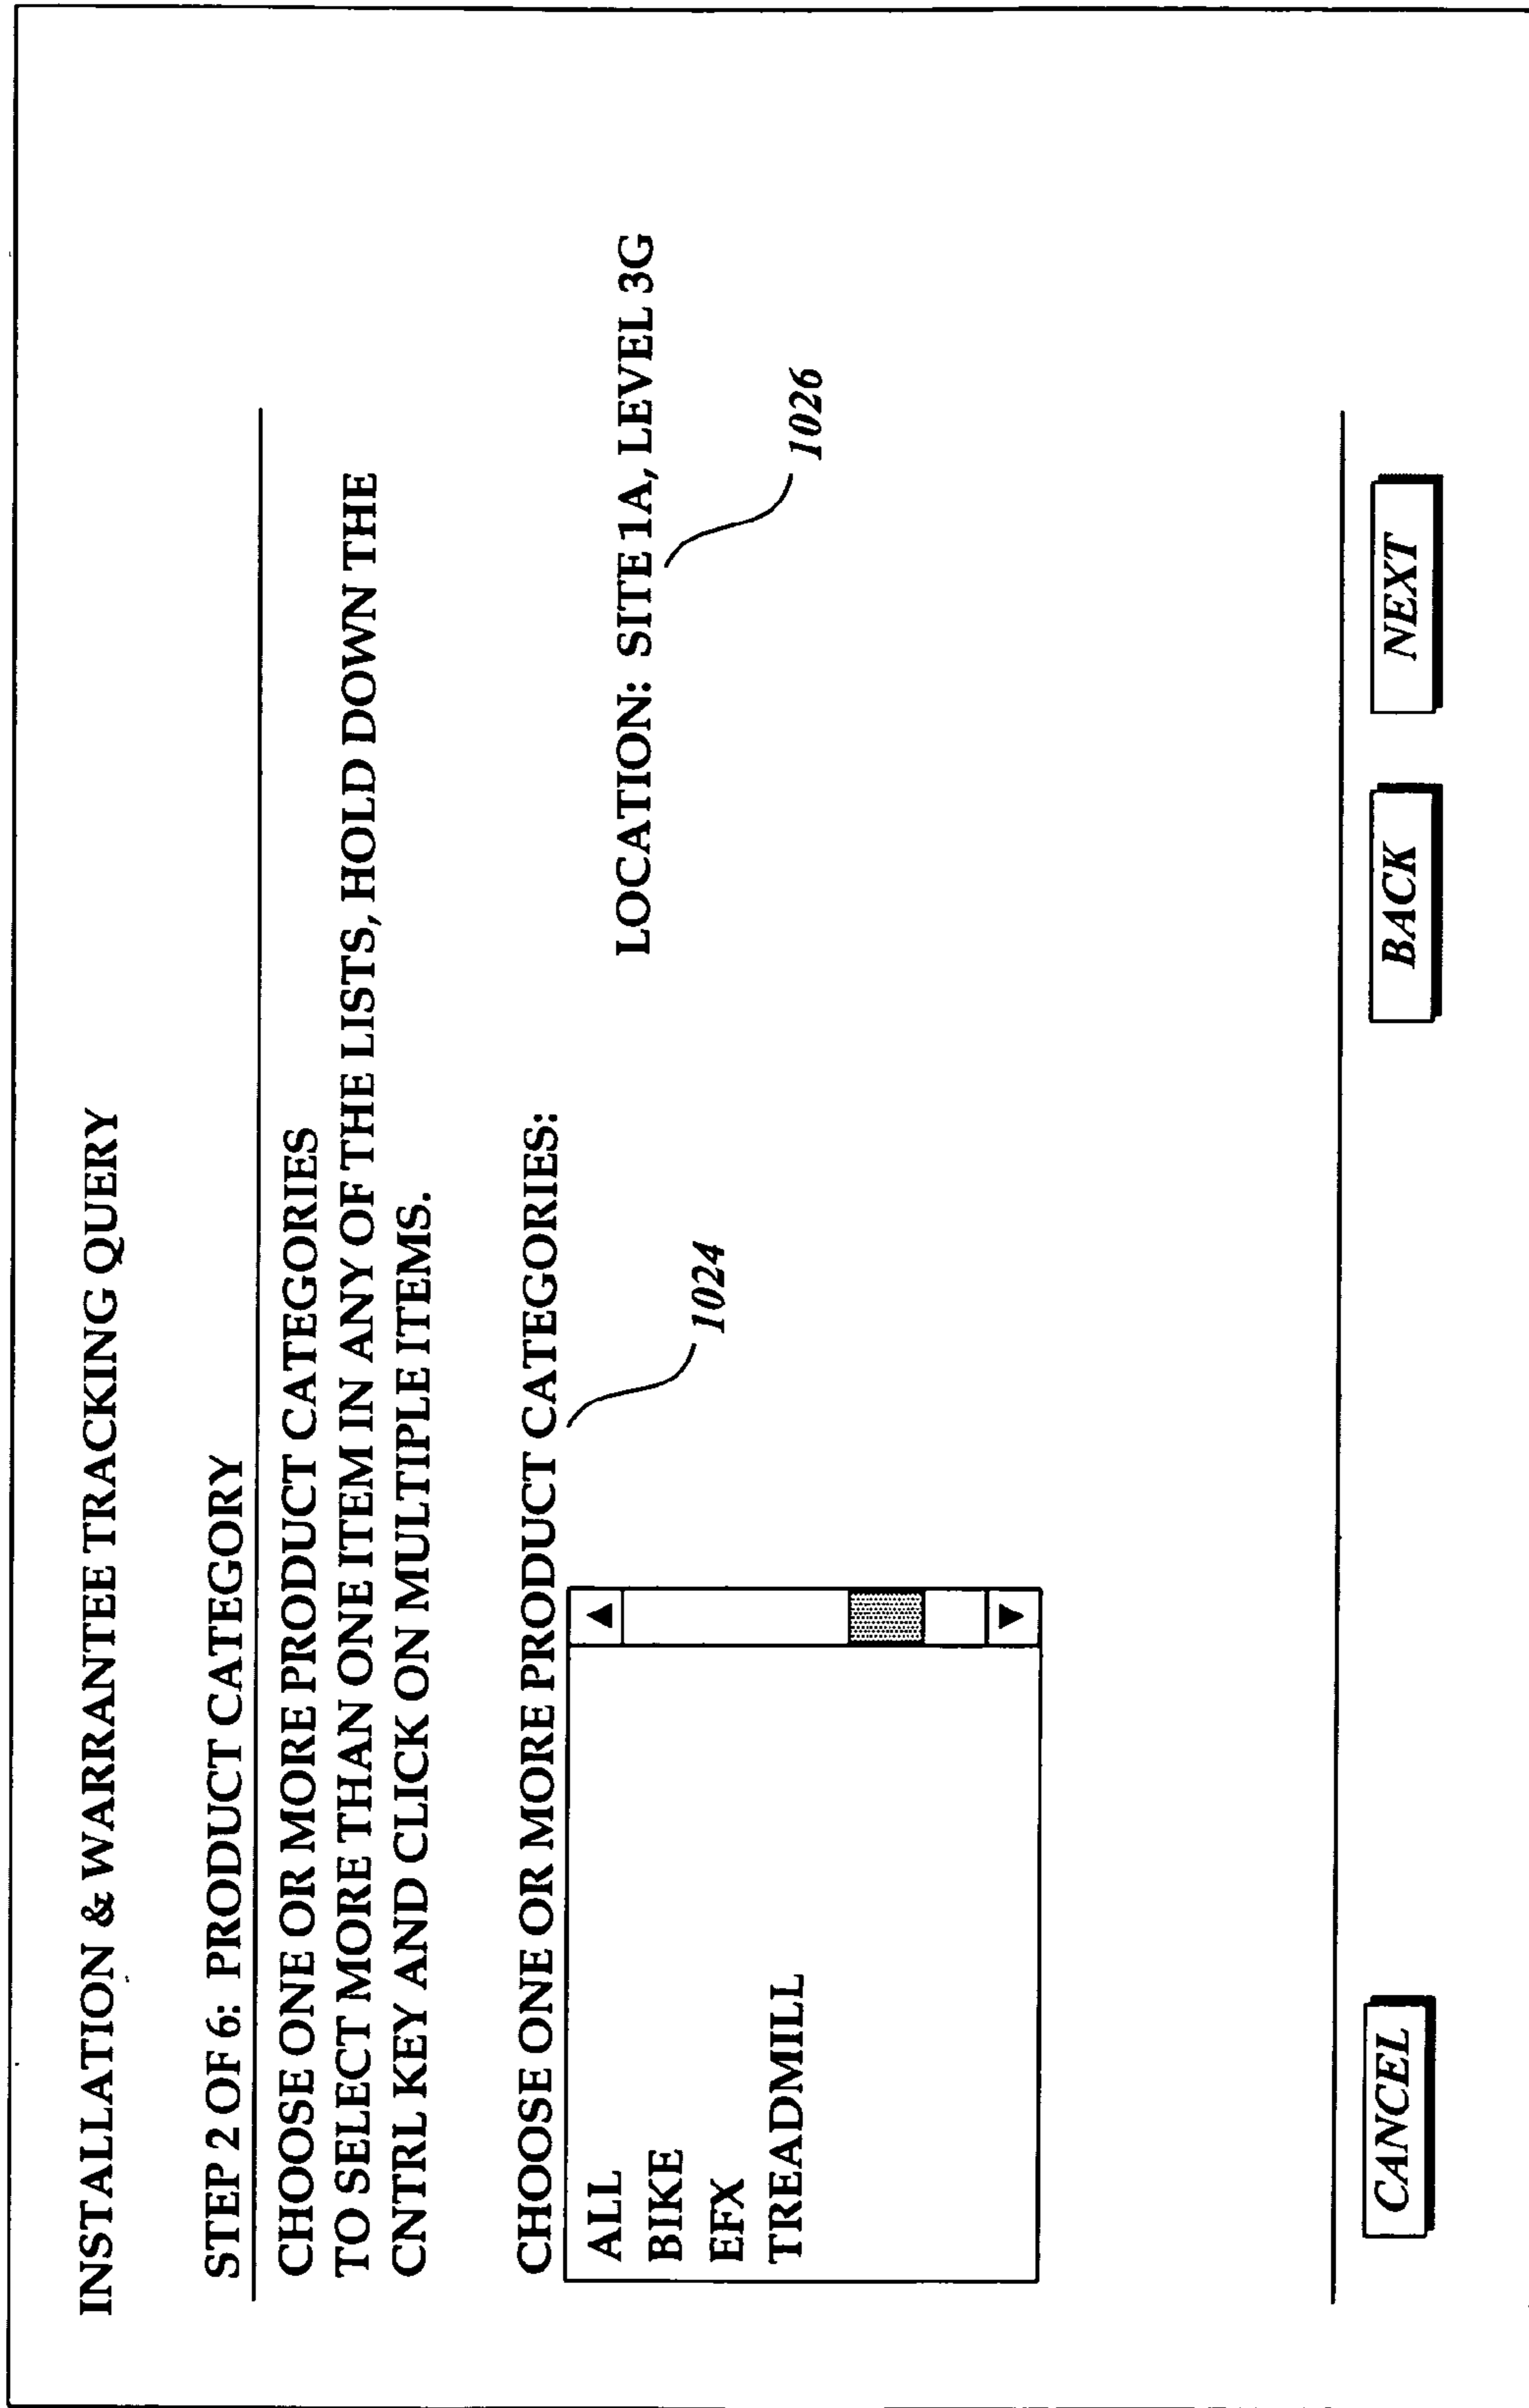 INSTALLATION & WARRANTEE TRACKING QUERY
STEP 2 OF 6: PRODUCT CATEGORY
CHOOSE ONE OR MORE PRODUCT CATEGORIES
TO SELECT MORE THAN ONE ITEM IN ANY OF THE LISTS, HOLD DOWN THE
CNTRL KEY AND CLICK ON MULTIPLE ITEMS.
CHOOSE ONE OR MORE PRODUCT CATEGORIES:
ALL
BIKE
EFX
TREADMILL
1024
LOCATION: SITE 1A, LEVEL 3G
1026
CANCEL
BACK
NEXT